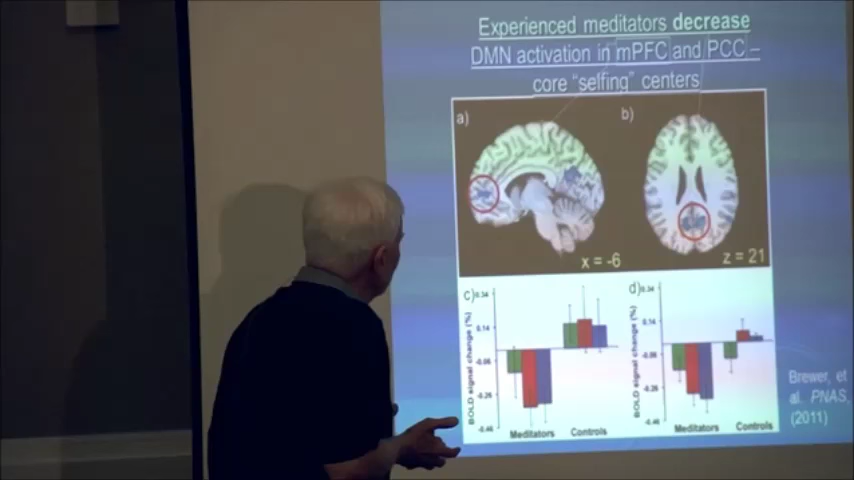 Experienced meditators decrease
DMN activation in mPFC and PCC –
core "selfing" centers
a)
b)
x = -6
z = 21
c)
0.34
0.14
-0.06
-0.26
-0.46
BOLD signal change (%)
Meditators Controls
d)
0.34
0.14
-0.06
-0.26
-0.46
BOLD signal change (%)
Meditators Controls
Brewer, et
al. PNAS,
(2011)